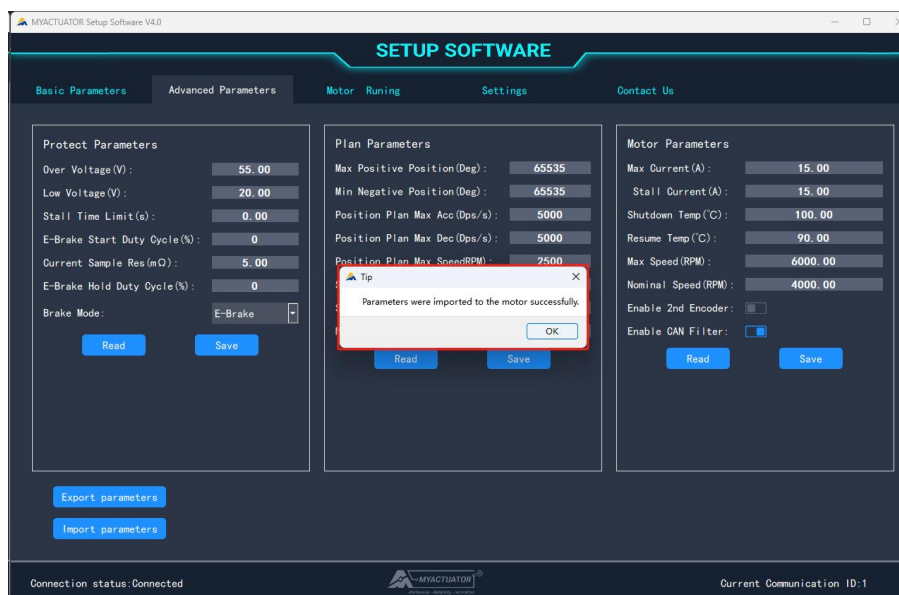 MYACTUATOR Setup Software V4.0
SETUP SOFTWARE
Basic Parameters
Advanced Parameters
Motor Runing
Settings
Contact Us
Protect Parameters
Over Voltage(V): 55.00
Low Voltage(V): 20.00
Stall Time Limit(s): 0.00
E-Brake Start Duty Cycle(%): 0
Current Sample Res(mΩ): 5.00
E-Brake Hold Duty Cycle(%): 0
Brake Mode: E-Brake
Read Save
Plan Parameters
Max Positive Position(Deg): 65535
Min Negative Position(Deg): 65535
Position Plan Max Acc(Dps/s): 5000
Position Plan Max Dec(Dps/s): 5000
Position Plan Max SpeedRPM): 2500
Tip
Parameters were imported to the motor successfully.
OK
Read Save
Motor Parameters
Max Current(A): 15.00
Stall Current(A): 15.00
Shutdown Temp(℃): 100.00
Resume Temp(℃): 90.00
Max Speed(RPM): 6000.00
Nominal Speed(RPM): 4000.00
Enable 2nd Encoder:
Enable CAN Filter:
Read Save
Export parameters
Import parameters
Connection status:Connected
MYACTUATOR
Current Communication ID:1